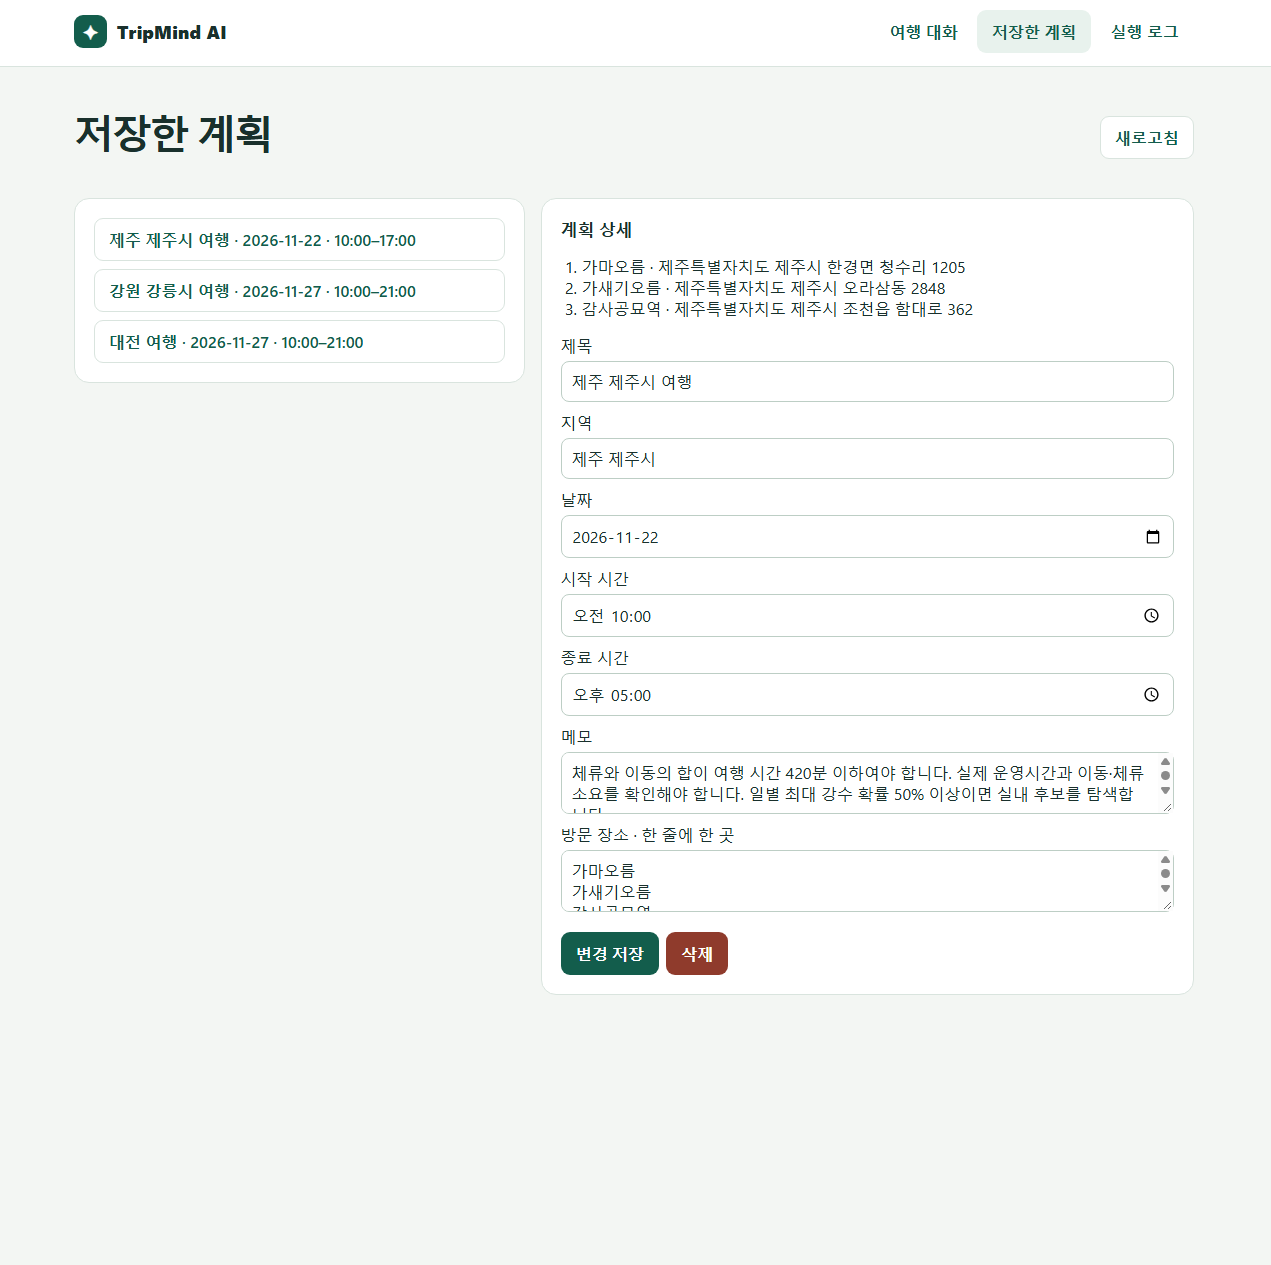 TripMind AI
여행 대화
저장한 계획
실행 로그
저장한 계획
새로고침
제주 제주시 여행 · 2026-11-22 · 10:00–17:00
강원 강릉시 여행 · 2026-11-27 · 10:00–21:00
대전 여행 · 2026-11-27 · 10:00–21:00
계획 상세
1. 가마오름 · 제주특별자치도 제주시 한경면 청수리 1205
2. 가새기오름 · 제주특별자치도 제주시 오라삼동 2848
3. 감사공묘역 · 제주특별자치도 제주시 조천읍 함대로 362
제목
제주 제주시 여행
지역
제주 제주시
날짜
2026-11-22
시작 시간
오전 10:00
종료 시간
오후 05:00
메모
체류와 이동의 합이 여행 시간 420분 이하여야 합니다. 실제 운영시간과 이동·체류
소요를 확인해야 합니다. 일별 최대 강수 확률 50% 이상이면 실내 후보를 탐색합
니다.
방문 장소 · 한 줄에 한 곳
가마오름
가새기오름
감사공묘역
변경 저장
삭제